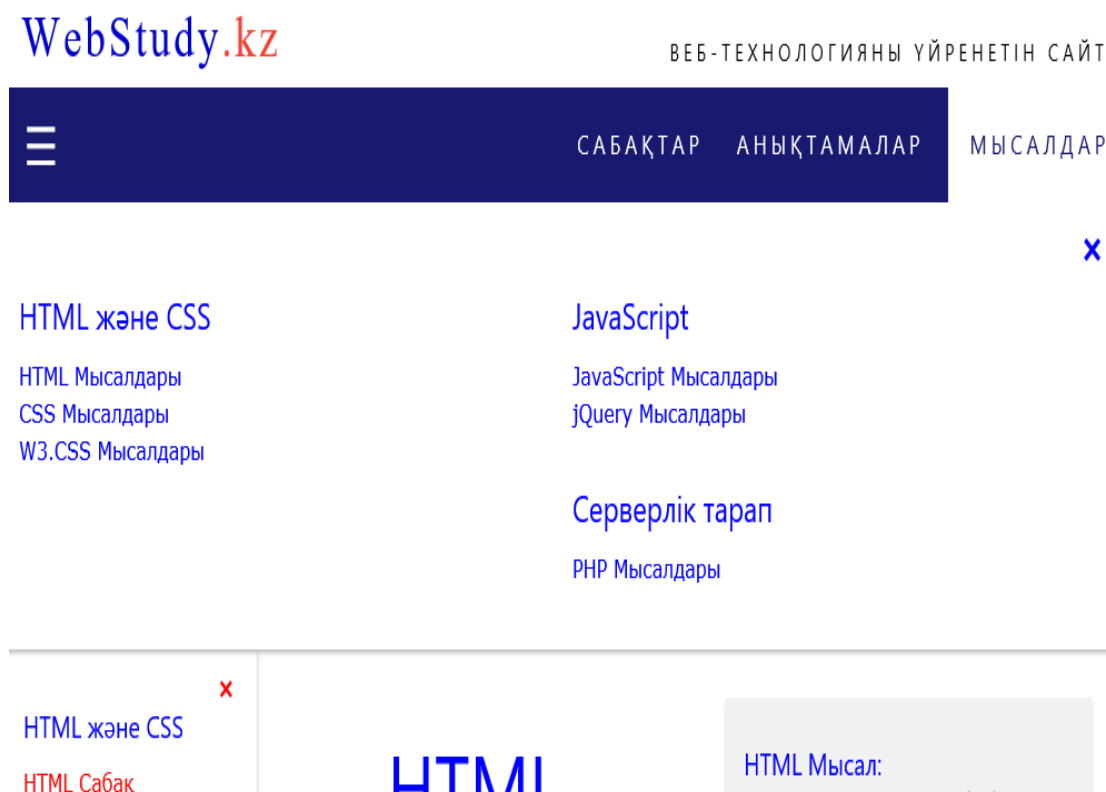 WebStudy.kz
ВЕБ-ТЕХНОЛОГИЯНЫ ҮЙРЕНЕТІН САЙТ
САБАҚТАР АНЫҚТАМАЛАР МЫСАЛДАР
HTML және CSS
HTML Мысалдары
CSS Мысалдары
W3.CSS Мысалдары
JavaScript
JavaScript Мысалдары
jQuery Мысалдары
Серверлік тарап
PHP Мысалдары
HTML және CSS
HTML Сабақ
HTML
HTML Мысал: